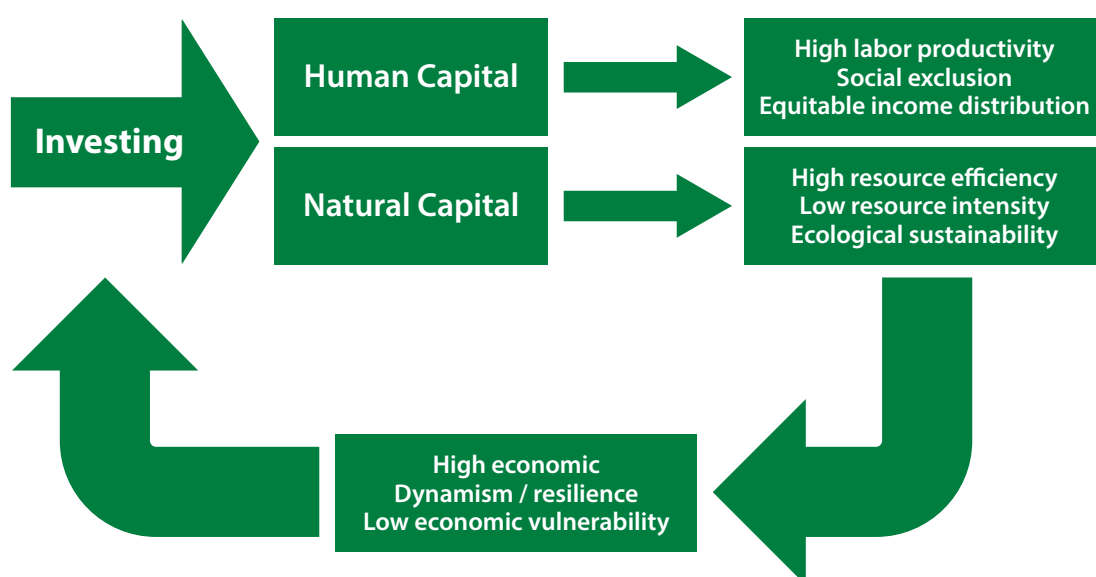 Investing
Human Capital
High labor productivity
Social exclusion
Equitable income distribution
Natural Capital
High resource efficiency
Low resource intensity
Ecological sustainability
High economic
Dynamism / resilience
Low economic vulnerability